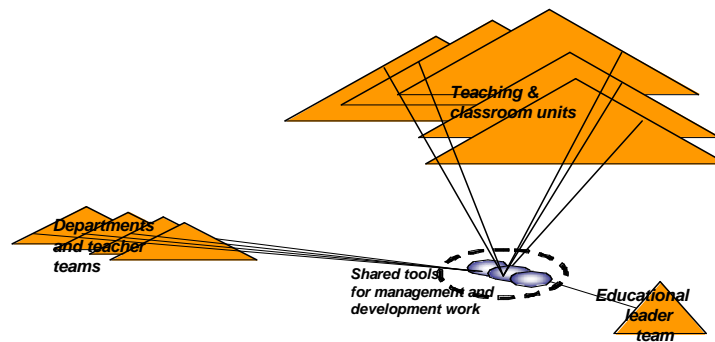 Teaching &
classroom units
Departments
and teacher
teams
Shared tools
for management and
development work
Educational
leader
team